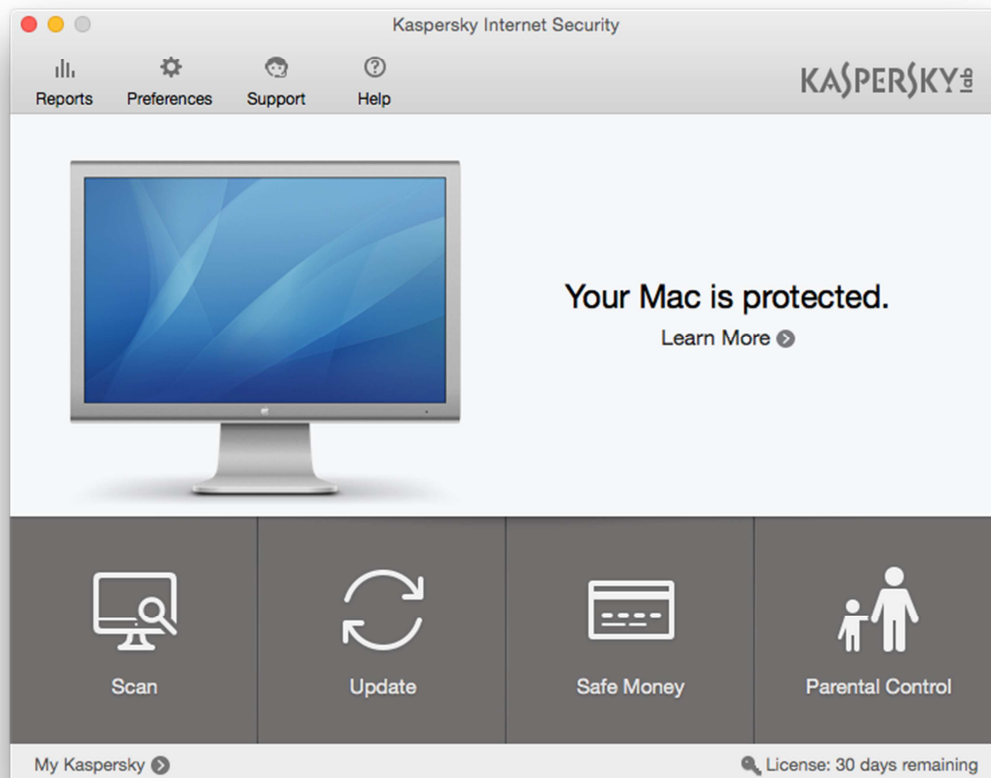 Kaspersky Internet Security
Reports Preferences Support Help
KASPERSKY lab
Your Mac is protected.
Learn More
Scan Update Safe Money Parental Control
My Kaspersky License: 30 days remaining